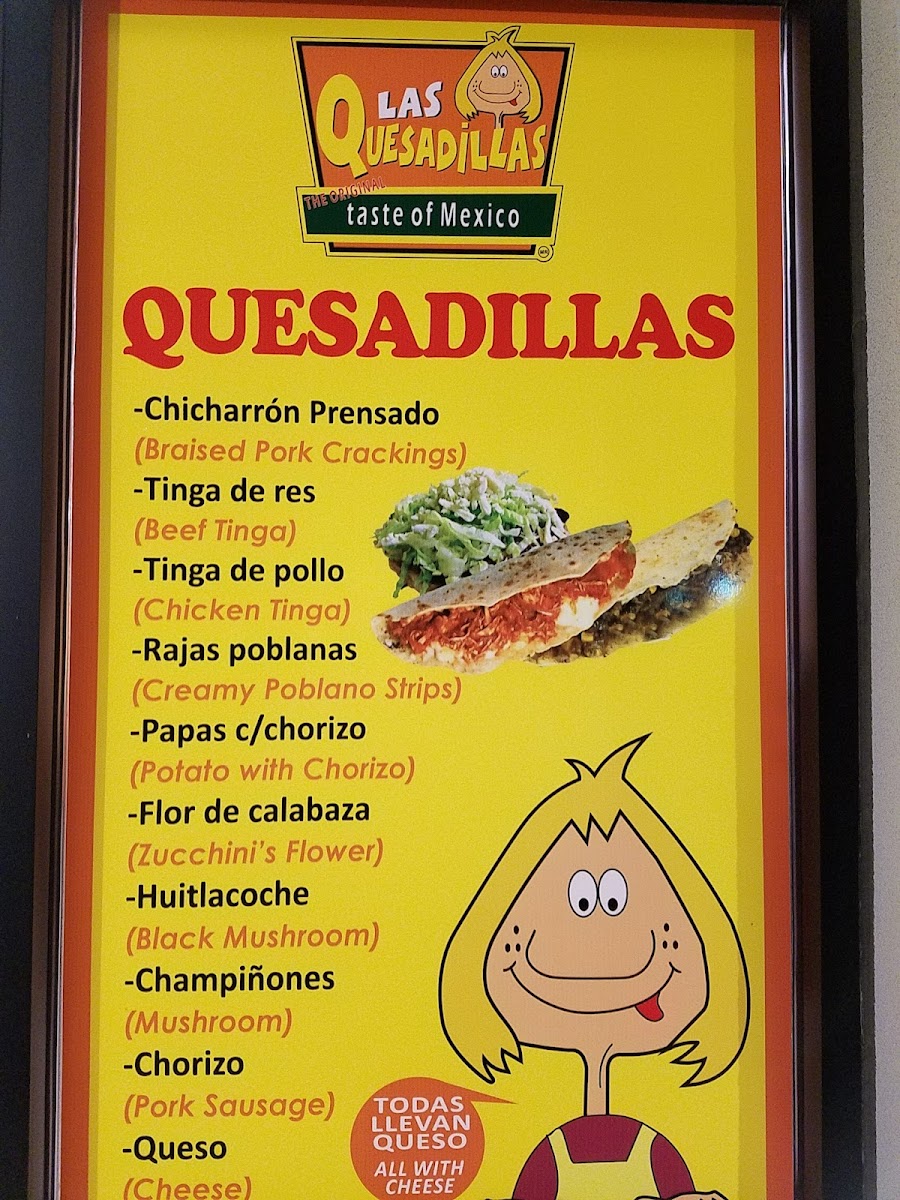 LAS
QUESADiLLAS
THE ORIGINAL
taste of Mexico
MR
QUESADILLAS
-Chicharrón Prensado
(Braised Pork Crackings)
-Tinga de res
(Beef Tinga)
-Tinga de pollo
(Chicken Tinga)
-Rajas poblanas
(Creamy Poblano Strips)
-Papas c/chorizo
(Potato with Chorizo)
-Flor de calabaza
(Zucchini's Flower)
-Huitlacoche
(Black Mushroom)
-Champiñones
(Mushroom)
-Chorizo
(Pork Sausage)
-Queso
(Cheese)
TODAS
LLEVAN
QUESO
ALL WITH
CHEESE